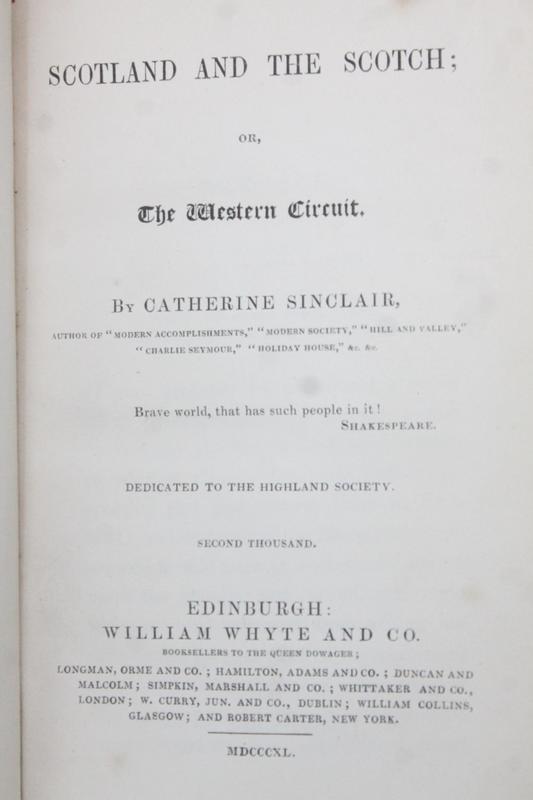 SCOTLAND AND THE SCOTCH;
OR,
The Western Circuit.
BY CATHERINE SINCLAIR,
AUTHOR OF "MODERN ACCOMPLISHMENTS," "MODERN SOCIETY," "HILL AND VALLEY,"
"CHARLIE SEYMOUR," "HOLIDAY HOUSE," &c. &c.
Brave world, that has such people in it!
SHAKESPEARE.
DEDICATED TO THE HIGHLAND SOCIETY.
SECOND THOUSAND.
EDINBURGH:
WILLIAM WHYTE AND CO.
BOOKSELLERS TO THE QUEEN DOWAGER;
LONGMAN, ORME AND CO.; HAMILTON, ADAMS AND CO.; DUNCAN AND
MALCOLM; SIMPKIN, MARSHALL AND CO.; WHITTAKER AND CO.,
LONDON; W. CURRY, JUN. AND CO., DUBLIN; WILLIAM COLLINS,
GLASGOW; AND ROBERT CARTER, NEW YORK.
MDCCCXL.